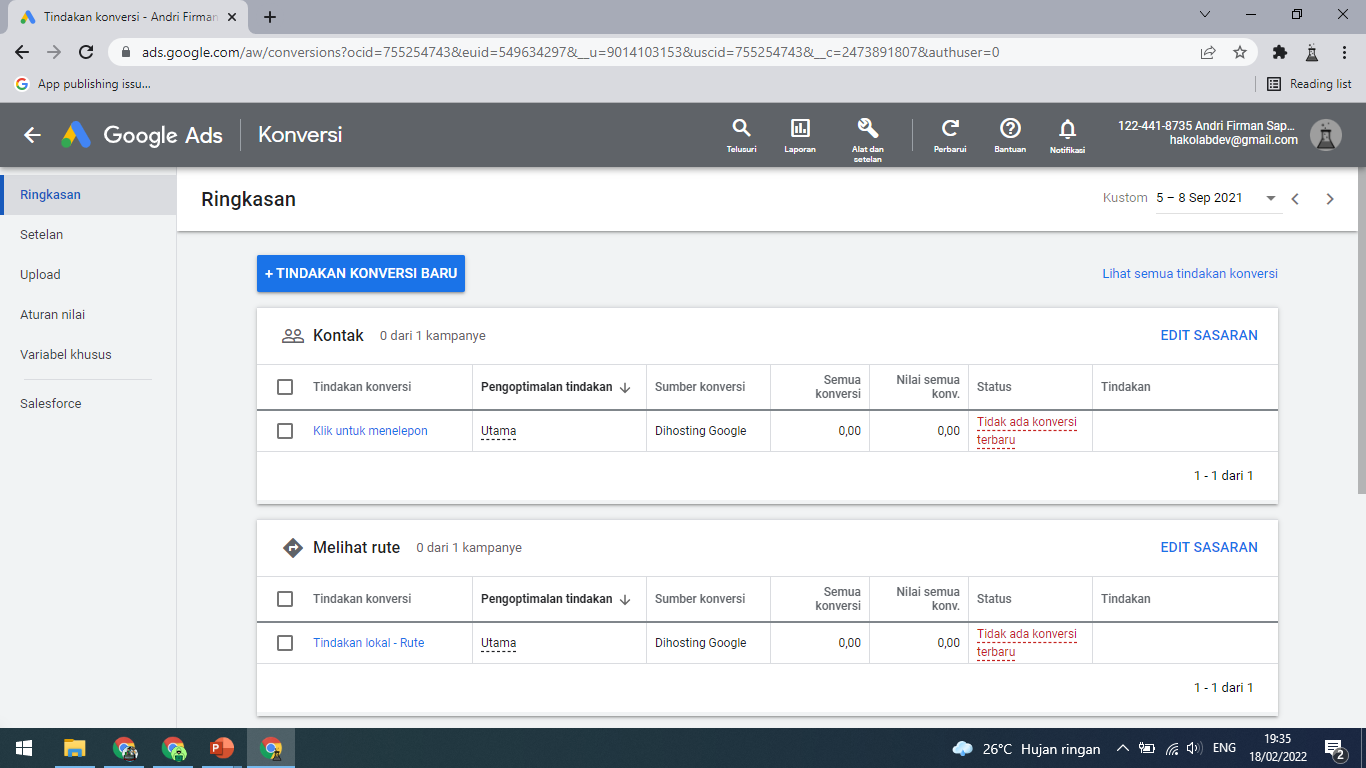 Tindakan konversi - Andri Firman
ads.google.com/aw/conversions?ocid=755254743&euid=549634297&__u=9014103153&uscid=755254743&__c=2473891807&authuser=0
App publishing issu...
Reading list
Google Ads
Konversi
Telusuri
Laporan
Alat dan
setelan
Perbarui
Bantuan
Notifikasi
122-441-8735 Andri Firman Sap...
hakolabdev@gmail.com
Ringkasan
Setelan
Upload
Aturan nilai
Variabel khusus
Salesforce
Ringkasan
Kustom 5 – 8 Sep 2021
+ TINDAKAN KONVERSI BARU
Lihat semua tindakan konversi
Kontak 0 dari 1 kampanye
EDIT SASARAN
Tindakan konversi
Pengoptimalan tindakan
Sumber konversi
Semua
konversi
Nilai semua
konv.
Status
Tindakan
Klik untuk menelepon
Utama
Dihosting Google
0,00
0,00
Tidak ada konversi
terbaru
1 - 1 dari 1
Melihat rute 0 dari 1 kampanye
EDIT SASARAN
Tindakan konversi
Pengoptimalan tindakan
Sumber konversi
Semua
konversi
Nilai semua
konv.
Status
Tindakan
Tindakan lokal - Rute
Utama
Dihosting Google
0,00
0,00
Tidak ada konversi
terbaru
1 - 1 dari 1
P
26°C Hujan ringan
ENG
19:35
18/02/2022
2